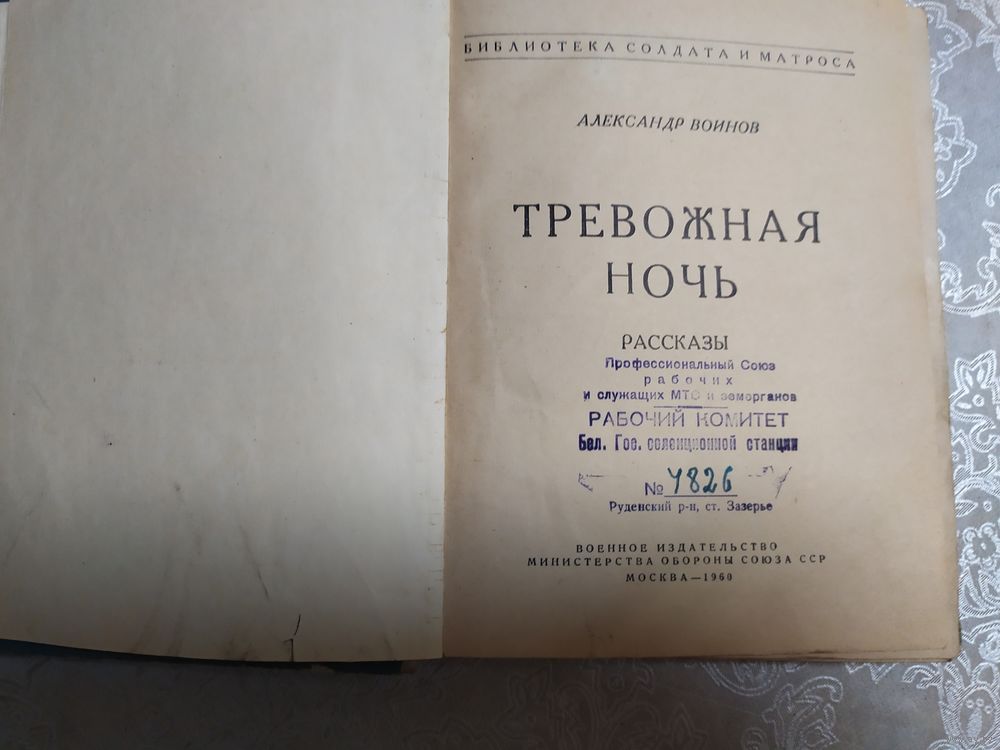 БИБЛИОТЕКА СОЛДАТА И МАТРОСА
АЛЕКСАНДР ВОИНОВ
ТРЕВОЖНАЯ
НОЧЬ
РАССКАЗЫ
Профессиональный Союз
рабочих
и служащих МТС и земорганов
РАБОЧИЙ КОМИТЕТ
Бел. Гос. селекционной станции
№ 4826
Руденский р-н, ст. Зазерье
ВОЕННОЕ ИЗДАТЕЛЬСТВО
МИНИСТЕРСТВА ОБОРОНЫ СОЮЗА ССР
МОСКВА—1960